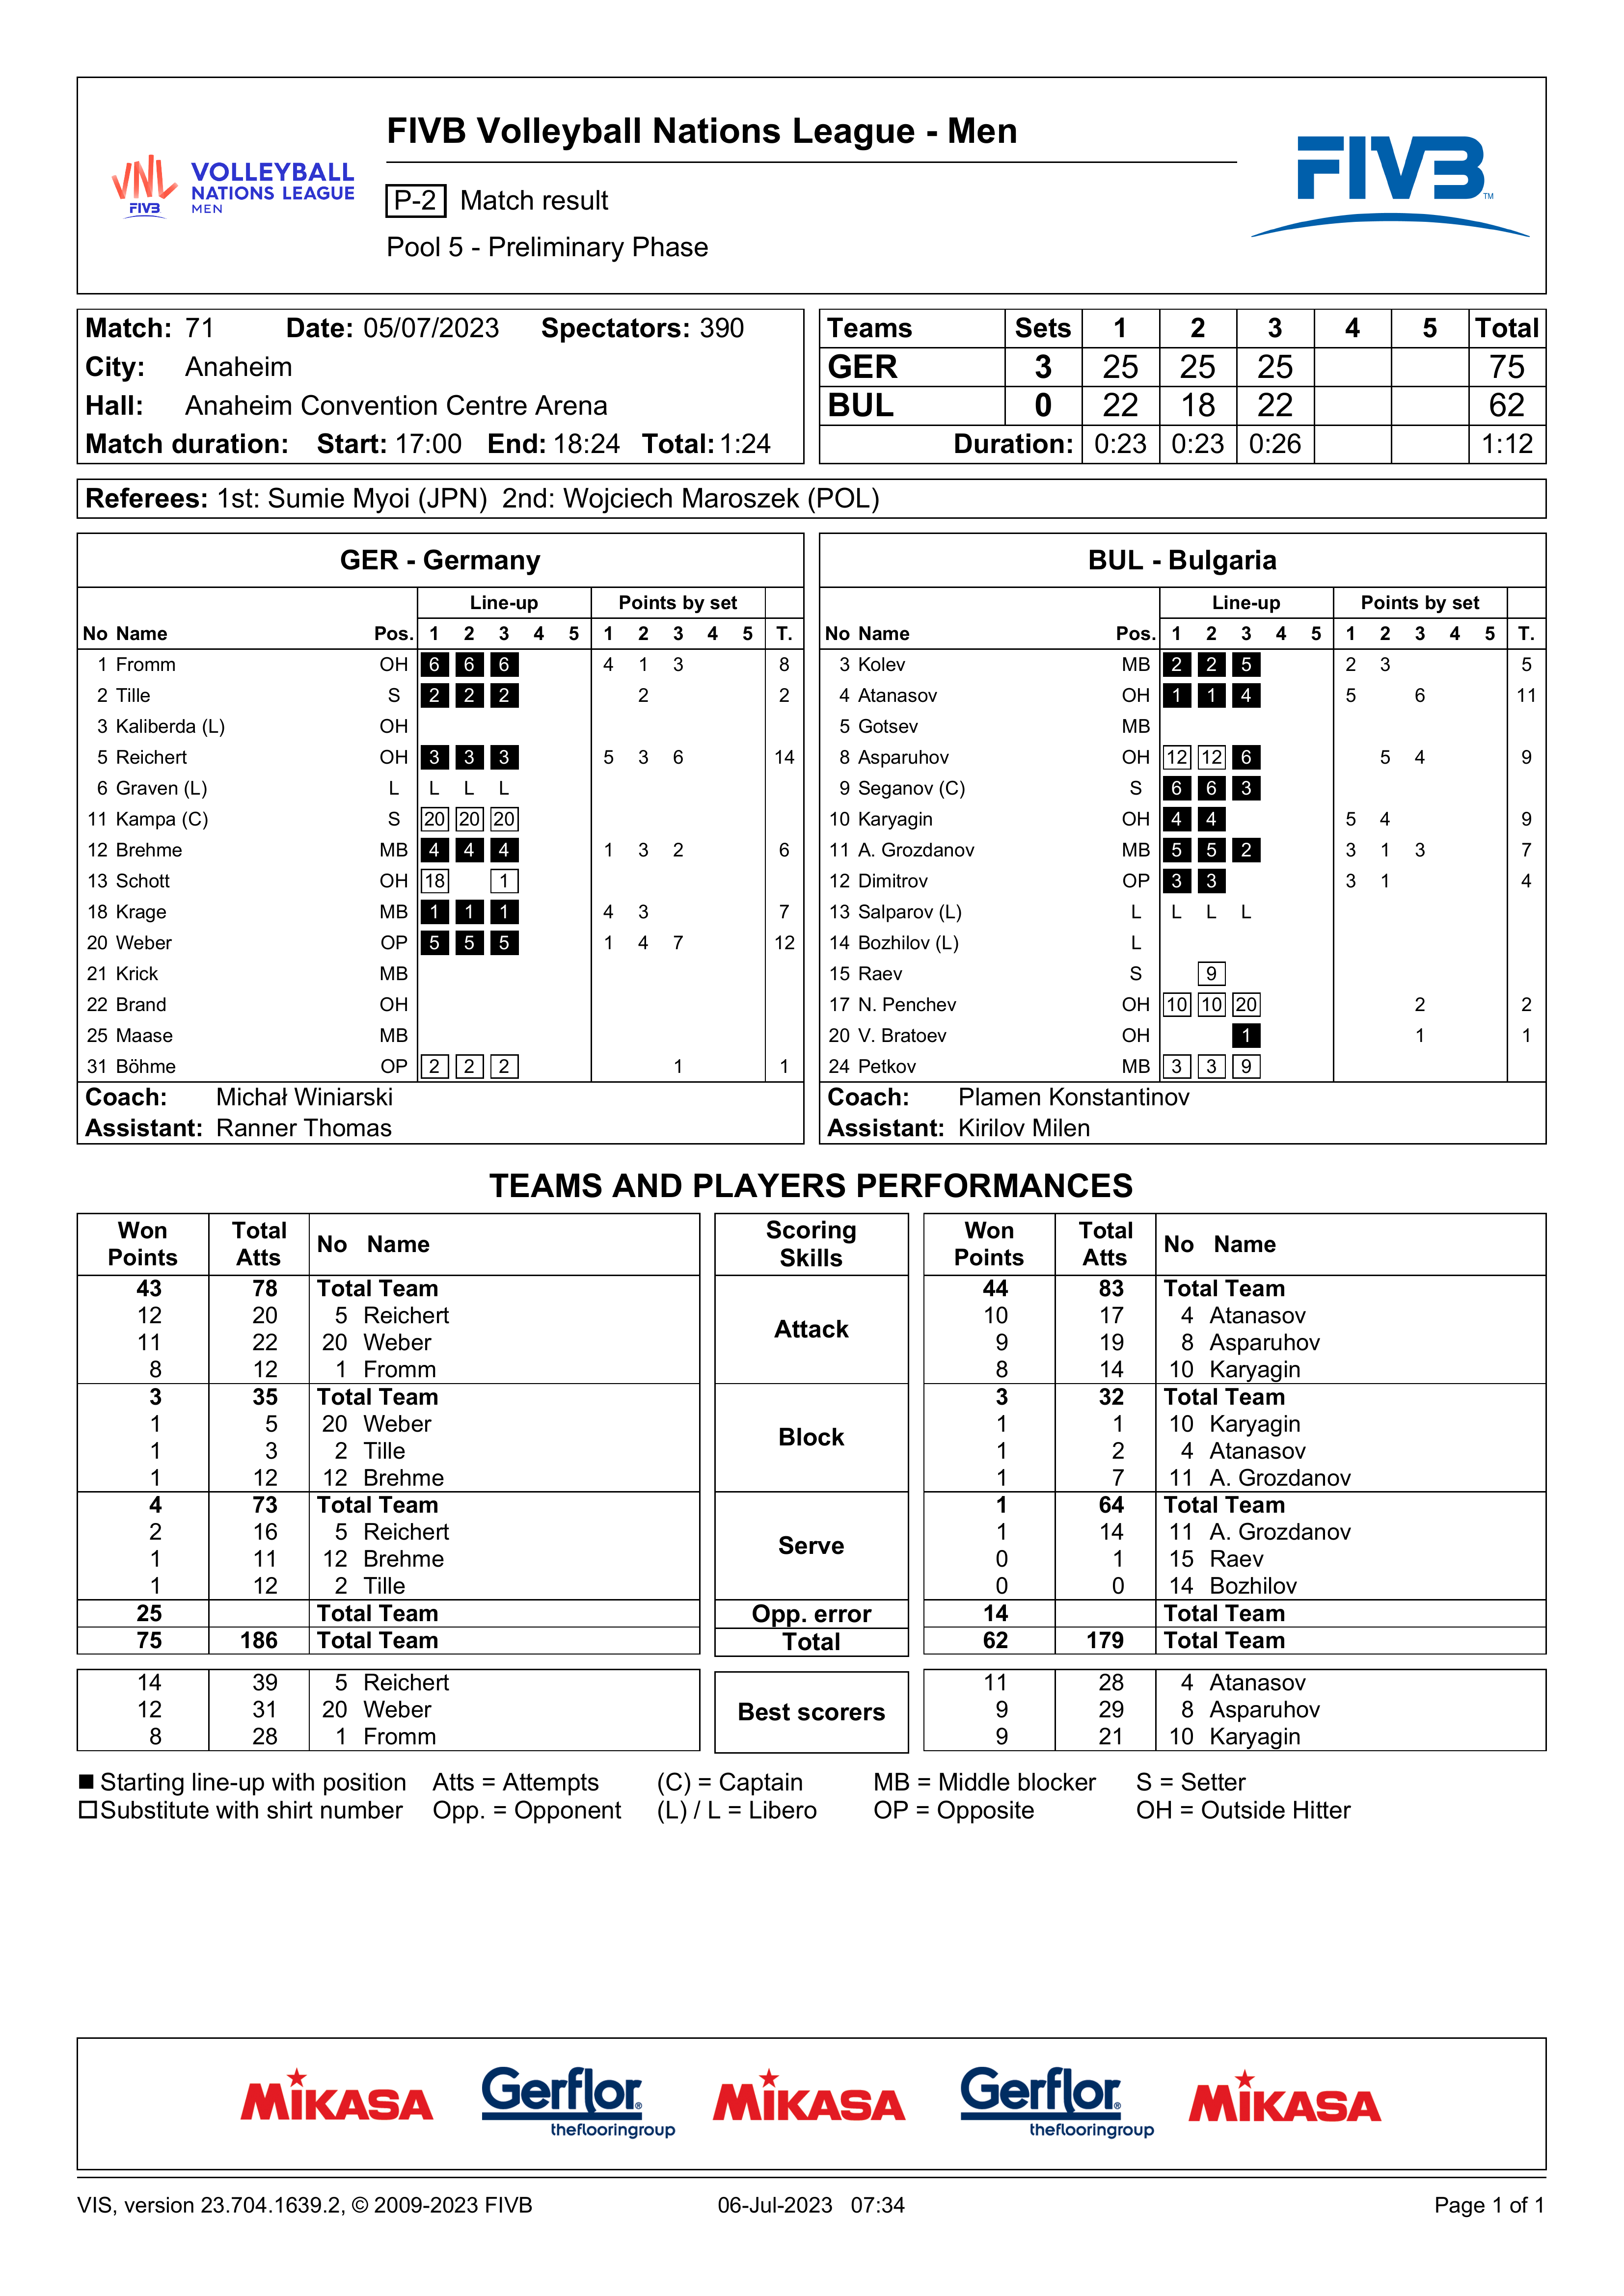 FIVB Volleyball Nations League - Men
VNL FIVB VOLLEYBALL NATIONS LEAGUE MEN
P-2 Match result
Pool 5 - Preliminary Phase
FIVB TM
Match: 71 Date: 05/07/2023 Spectators: 390
City: Anaheim
Hall: Anaheim Convention Centre Arena
Match duration: Start: 17:00 End: 18:24 Total: 1:24
Teams Sets 1 2 3 4 5 Total
GER 3 25 25 25 75
BUL 0 22 18 22 62
Duration: 0:23 0:23 0:26 1:12
Referees: 1st: Sumie Myoi (JPN) 2nd: Wojciech Maroszek (POL)
GER - Germany
Line-up Points by set
No Name Pos. 1 2 3 4 5 1 2 3 4 5 T.
1 Fromm OH 6 6 6 4 1 3 8
2 Tille S 2 2 2 2 2
3 Kaliberda (L) OH
5 Reichert OH 3 3 3 5 3 6 14
6 Graven (L) L L L L
11 Kampa (C) S 20 20 20
12 Brehme MB 4 4 4 1 3 2 6
13 Schott OH 18 1
18 Krage MB 1 1 1 4 3 7
20 Weber OP 5 5 5 1 4 7 12
21 Krick MB
22 Brand OH
25 Maase MB
31 Böhme OP 2 2 2 1 1
Coach: Michał Winiarski
Assistant: Ranner Thomas
BUL - Bulgaria
Line-up Points by set
No Name Pos. 1 2 3 4 5 1 2 3 4 5 T.
3 Kolev MB 2 2 5 2 3 5
4 Atanasov OH 1 1 4 5 6 11
5 Gotsev MB
8 Asparuhov OH 12 12 6 5 4 9
9 Seganov (C) S 6 6 3
10 Karyagin OH 4 4 5 4 9
11 A. Grozdanov MB 5 5 2 3 1 3 7
12 Dimitrov OP 3 3 3 1 4
13 Salparov (L) L L L L
14 Bozhilov (L) L
15 Raev S 9
17 N. Penchev OH 10 10 20 2 2
20 V. Bratoev OH 1 1 1
24 Petkov MB 3 3 9
Coach: Plamen Konstantinov
Assistant: Kirilov Milen
TEAMS AND PLAYERS PERFORMANCES
Won Points Total Atts No Name Scoring Skills Won Points Total Atts No Name
43 78 Total Team Attack 44 83 Total Team
12 20 5 Reichert 10 17 4 Atanasov
11 22 20 Weber 9 19 8 Asparuhov
8 12 1 Fromm 8 14 10 Karyagin
3 35 Total Team Block 3 32 Total Team
1 5 20 Weber 1 1 10 Karyagin
1 3 2 Tille 1 2 4 Atanasov
1 12 12 Brehme 1 7 11 A. Grozdanov
4 73 Total Team Serve 1 64 Total Team
2 16 5 Reichert 1 14 11 A. Grozdanov
1 11 12 Brehme 0 1 15 Raev
1 12 2 Tille 0 0 14 Bozhilov
25 Total Team Opp. error 14 Total Team
75 186 Total Team Total 62 179 Total Team
14 39 5 Reichert Best scorers 11 28 4 Atanasov
12 31 20 Weber 9 29 8 Asparuhov
8 28 1 Fromm 9 21 10 Karyagin
Starting line-up with position Atts = Attempts (C) = Captain MB = Middle blocker S = Setter
Substitute with shirt number Opp. = Opponent (L) / L = Libero OP = Opposite OH = Outside Hitter
MIKASA Gerflor® theflooringgroup MIKASA Gerflor® theflooringgroup MIKASA
VIS, version 23.704.1639.2, © 2009-2023 FIVB 06-Jul-2023 07:34 Page 1 of 1